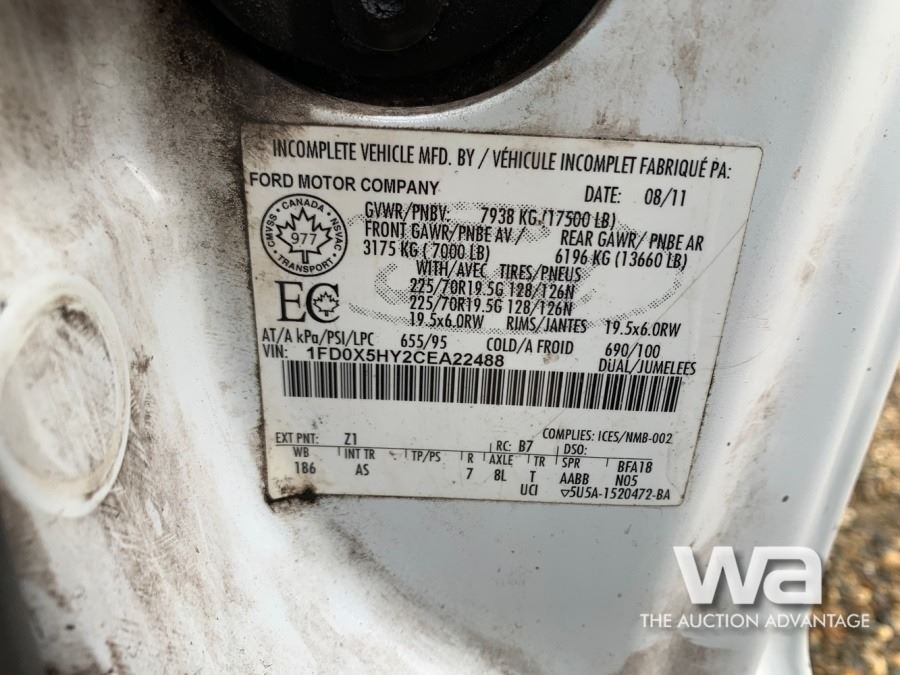 INCOMPLETE VEHICLE MFD. BY / VÉHICULE INCOMPLET FABRIQUÉ PA:
FORD MOTOR COMPANY
DATE: 08/11
GVWR/PNBV: 7938 KG (17500 LB)
FRONT GAWR/PNBE AV / REAR GAWR/ PNBE AR
3175 KG ( 7000 LB) 6196 KG (13660 LB)
WITH/AVEC TIRES/PNEUS
225/70R19.5G 128/126N
225/70R19.5G 128/126N
19.5x6.0RW RIMS/JANTES 19.5x6.0RW
CMVSS • CANADA • NSVAC
977
TRANSPORT
EC
AT/A kPa/PSI/LPC 655/95 COLD/A FROID 690/100
VIN: 1FD0X5HY2CEA22488 DUAL/JUMELEES
COMPLIES: ICES/NMB-002
EXT PNT: Z1 RC: B7 DSO:
WB INT TR TP/PS R AXLE TR SPR BFA18
186 AS 7 8L T AABB N05
UCI ▽5U5A-1520472-BA
wa
THE AUCTION ADVANTAGE